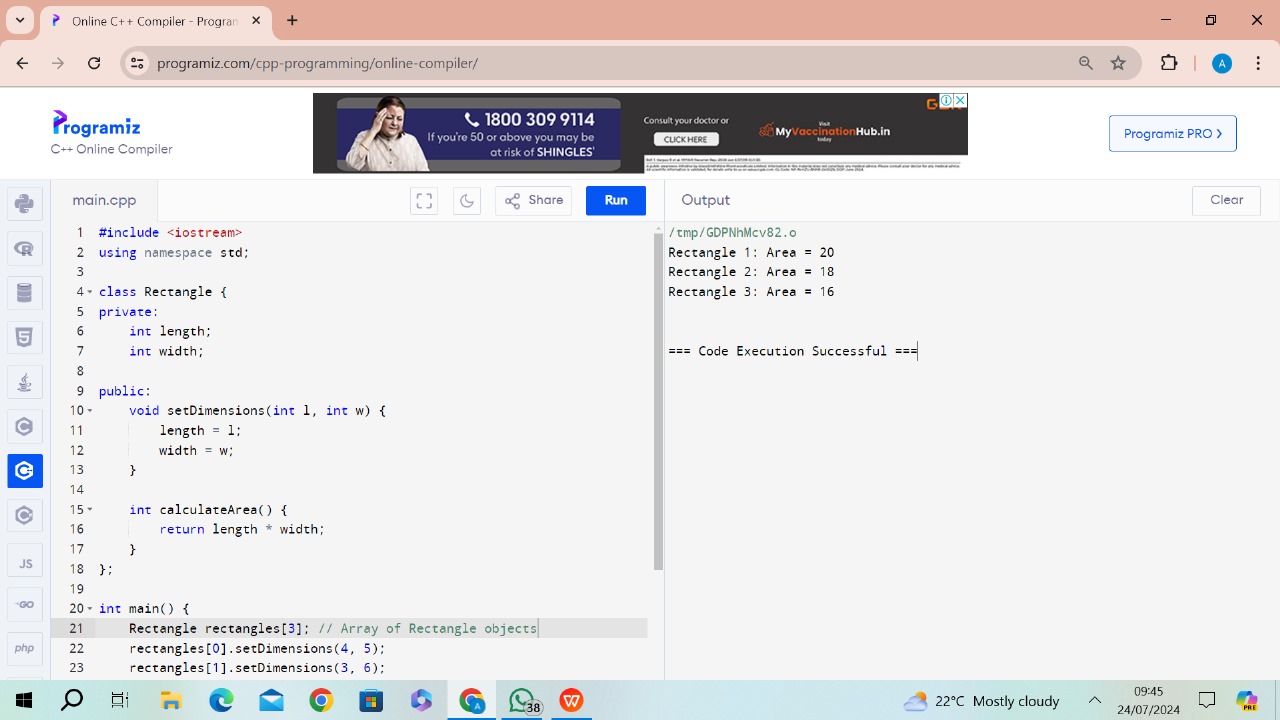 Online C++ Compiler - Program
programiz.com/cpp-programming/online-compiler/
A
Programiz
C++ Online Compiler
1800 309 9114
If you're 50 or above you may be
at risk of SHINGLES*
Consult your doctor or
CLICK HERE
Visit
MyVaccinationHub.in
today
Programiz PRO
main.cpp
Share
Run
Output
Clear
1 #include <iostream>
2 using namespace std;
3
4 class Rectangle {
5 private:
6 int length;
7 int width;
8
9 public:
10 void setDimensions(int l, int w) {
11 length = l;
12 width = w;
13 }
14
15 int calculateArea() {
16 return length * width;
17 }
18 };
19
20 int main() {
21 Rectangle rectangles[3]; // Array of Rectangle objects
22 rectangles[0].setDimensions(4, 5);
23 rectangles[1].setDimensions(3, 6);
/tmp/GDPNhMcv82.o
Rectangle 1: Area = 20
Rectangle 2: Area = 18
Rectangle 3: Area = 16
=== Code Execution Successful ===
JS
GO
php
38
22°C Mostly cloudy
09:45
24/07/2024
PRE